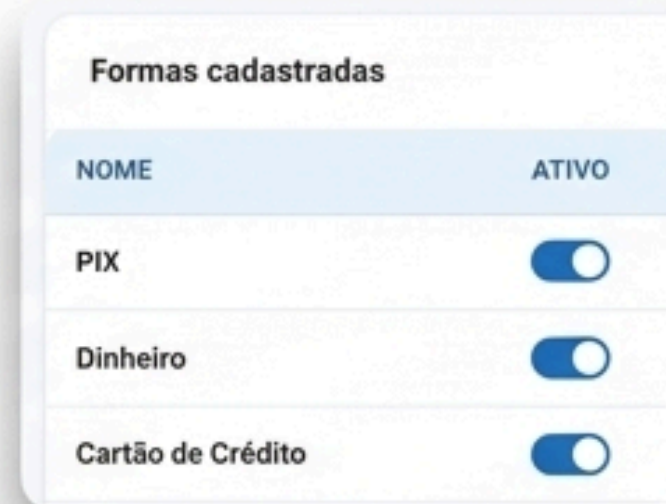 Formas cadastradas
NOME ATIVO
PIX
Dinheiro
Cartão de Crédito